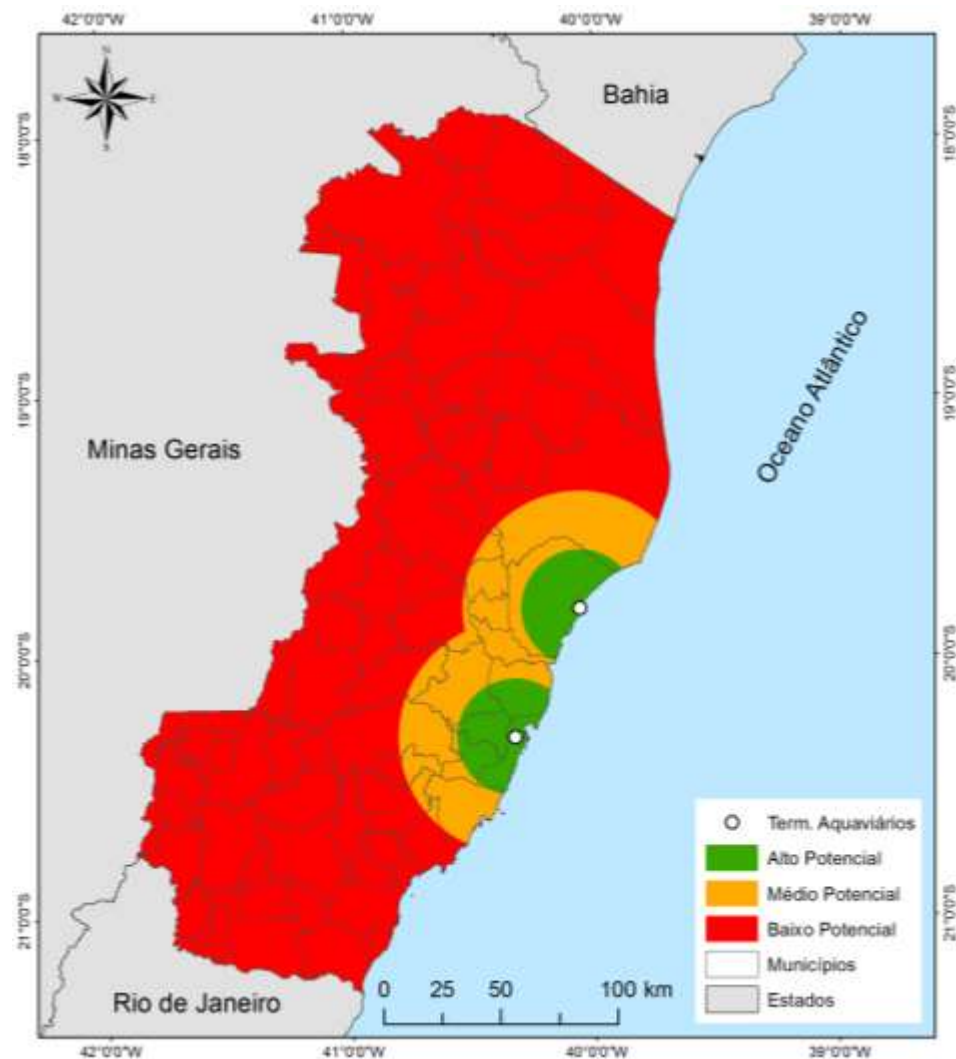 42°0'0"W 41°0'0"W 40°0'0"W 39°0'0"W
N
W E
S
Bahia
18°0'0"S 18°0'0"S
Oceano Atlântico
19°0'0"S 19°0'0"S
Minas Gerais
20°0'0"S 20°0'0"S
Term. Aquaviários
Alto Potencial
Médio Potencial
Baixo Potencial
Municípios
Estados
21°0'0"S 21°0'0"S
Rio de Janeiro
0 25 50 100 km
42°0'0"W 41°0'0"W 40°0'0"W 39°0'0"W